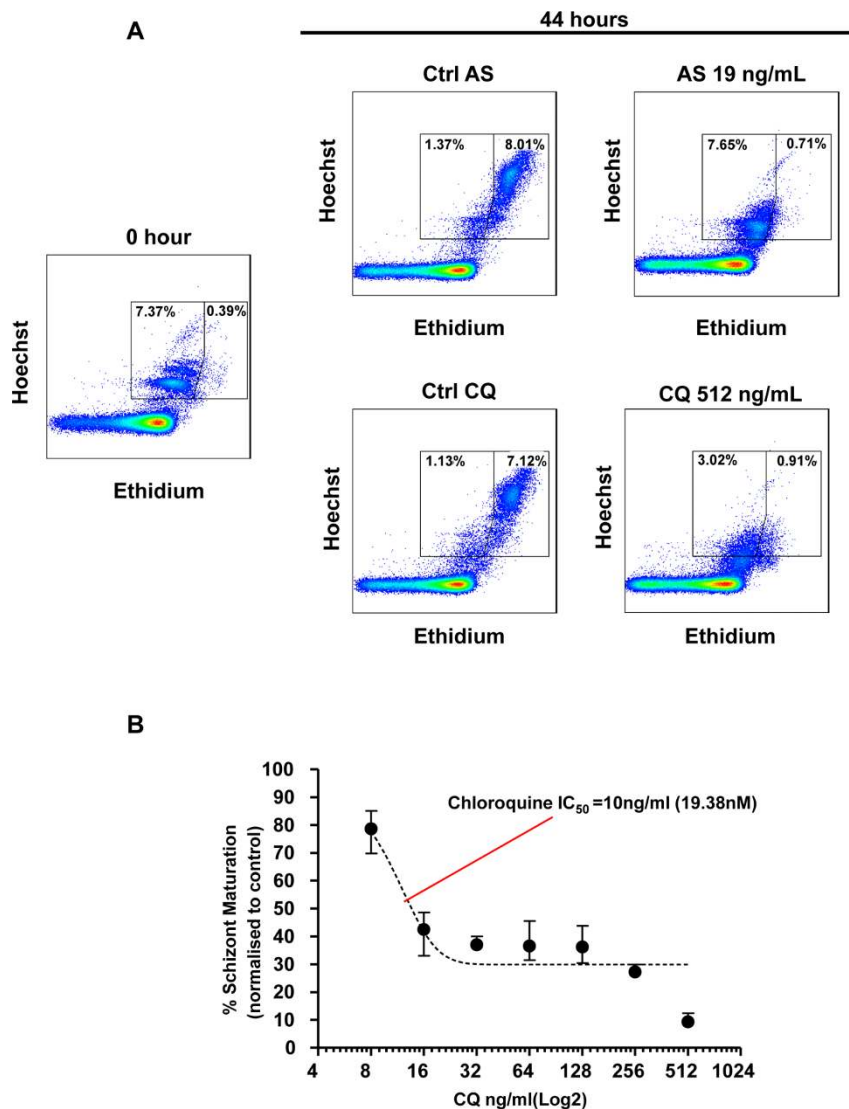 A
44 hours
Ctrl AS
AS 19 ng/mL
Hoechst
1.37%
8.01%
Hoechst
7.65%
0.71%
0 hour
Hoechst
7.37%
0.39%
Ethidium
Ethidium
Ethidium
Ctrl CQ
CQ 512 ng/mL
Hoechst
1.13%
7.12%
Hoechst
3.02%
0.91%
Ethidium
Ethidium
B
% Schizont Maturation
(normalised to control)
100
90
80
70
60
50
40
30
20
10
0
Chloroquine IC50 =10ng/ml (19.38nM)
4 8 16 32 64 128 256 512 1024
CQ ng/ml(Log2)